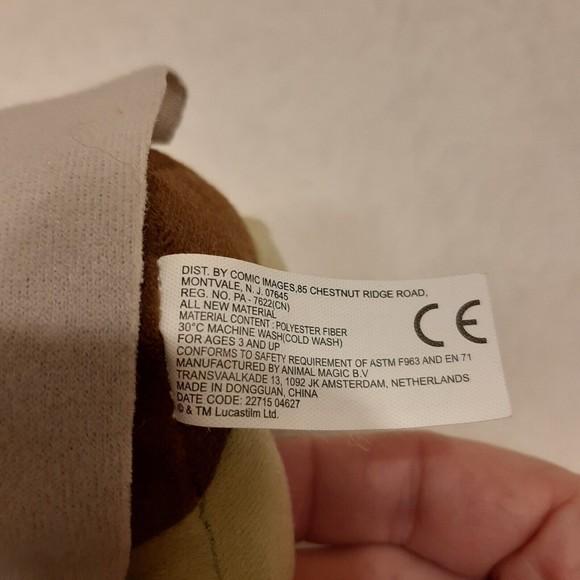 DIST. BY COMIC IMAGES,85 CHESTNUT RIDGE ROAD,
MONTVALE, N. J. 07645
REG. NO. PA - 7622(CN)
ALL NEW MATERIAL
MATERIAL CONTENT : POLYESTER FIBER
30°C MACHINE WASH(COLD WASH)
FOR AGES 3 AND UP
CONFORMS TO SAFETY REQUIREMENT OF ASTM F963 AND EN 71
MANUFACTURED BY ANIMAL MAGIC B.V
TRANSVAALKADE 13, 1092 JK AMSTERDAM, NETHERLANDS
MADE IN DONGGUAN, CHINA
DATE CODE: 22715 04627
© & TM Lucasfilm Ltd.
CE